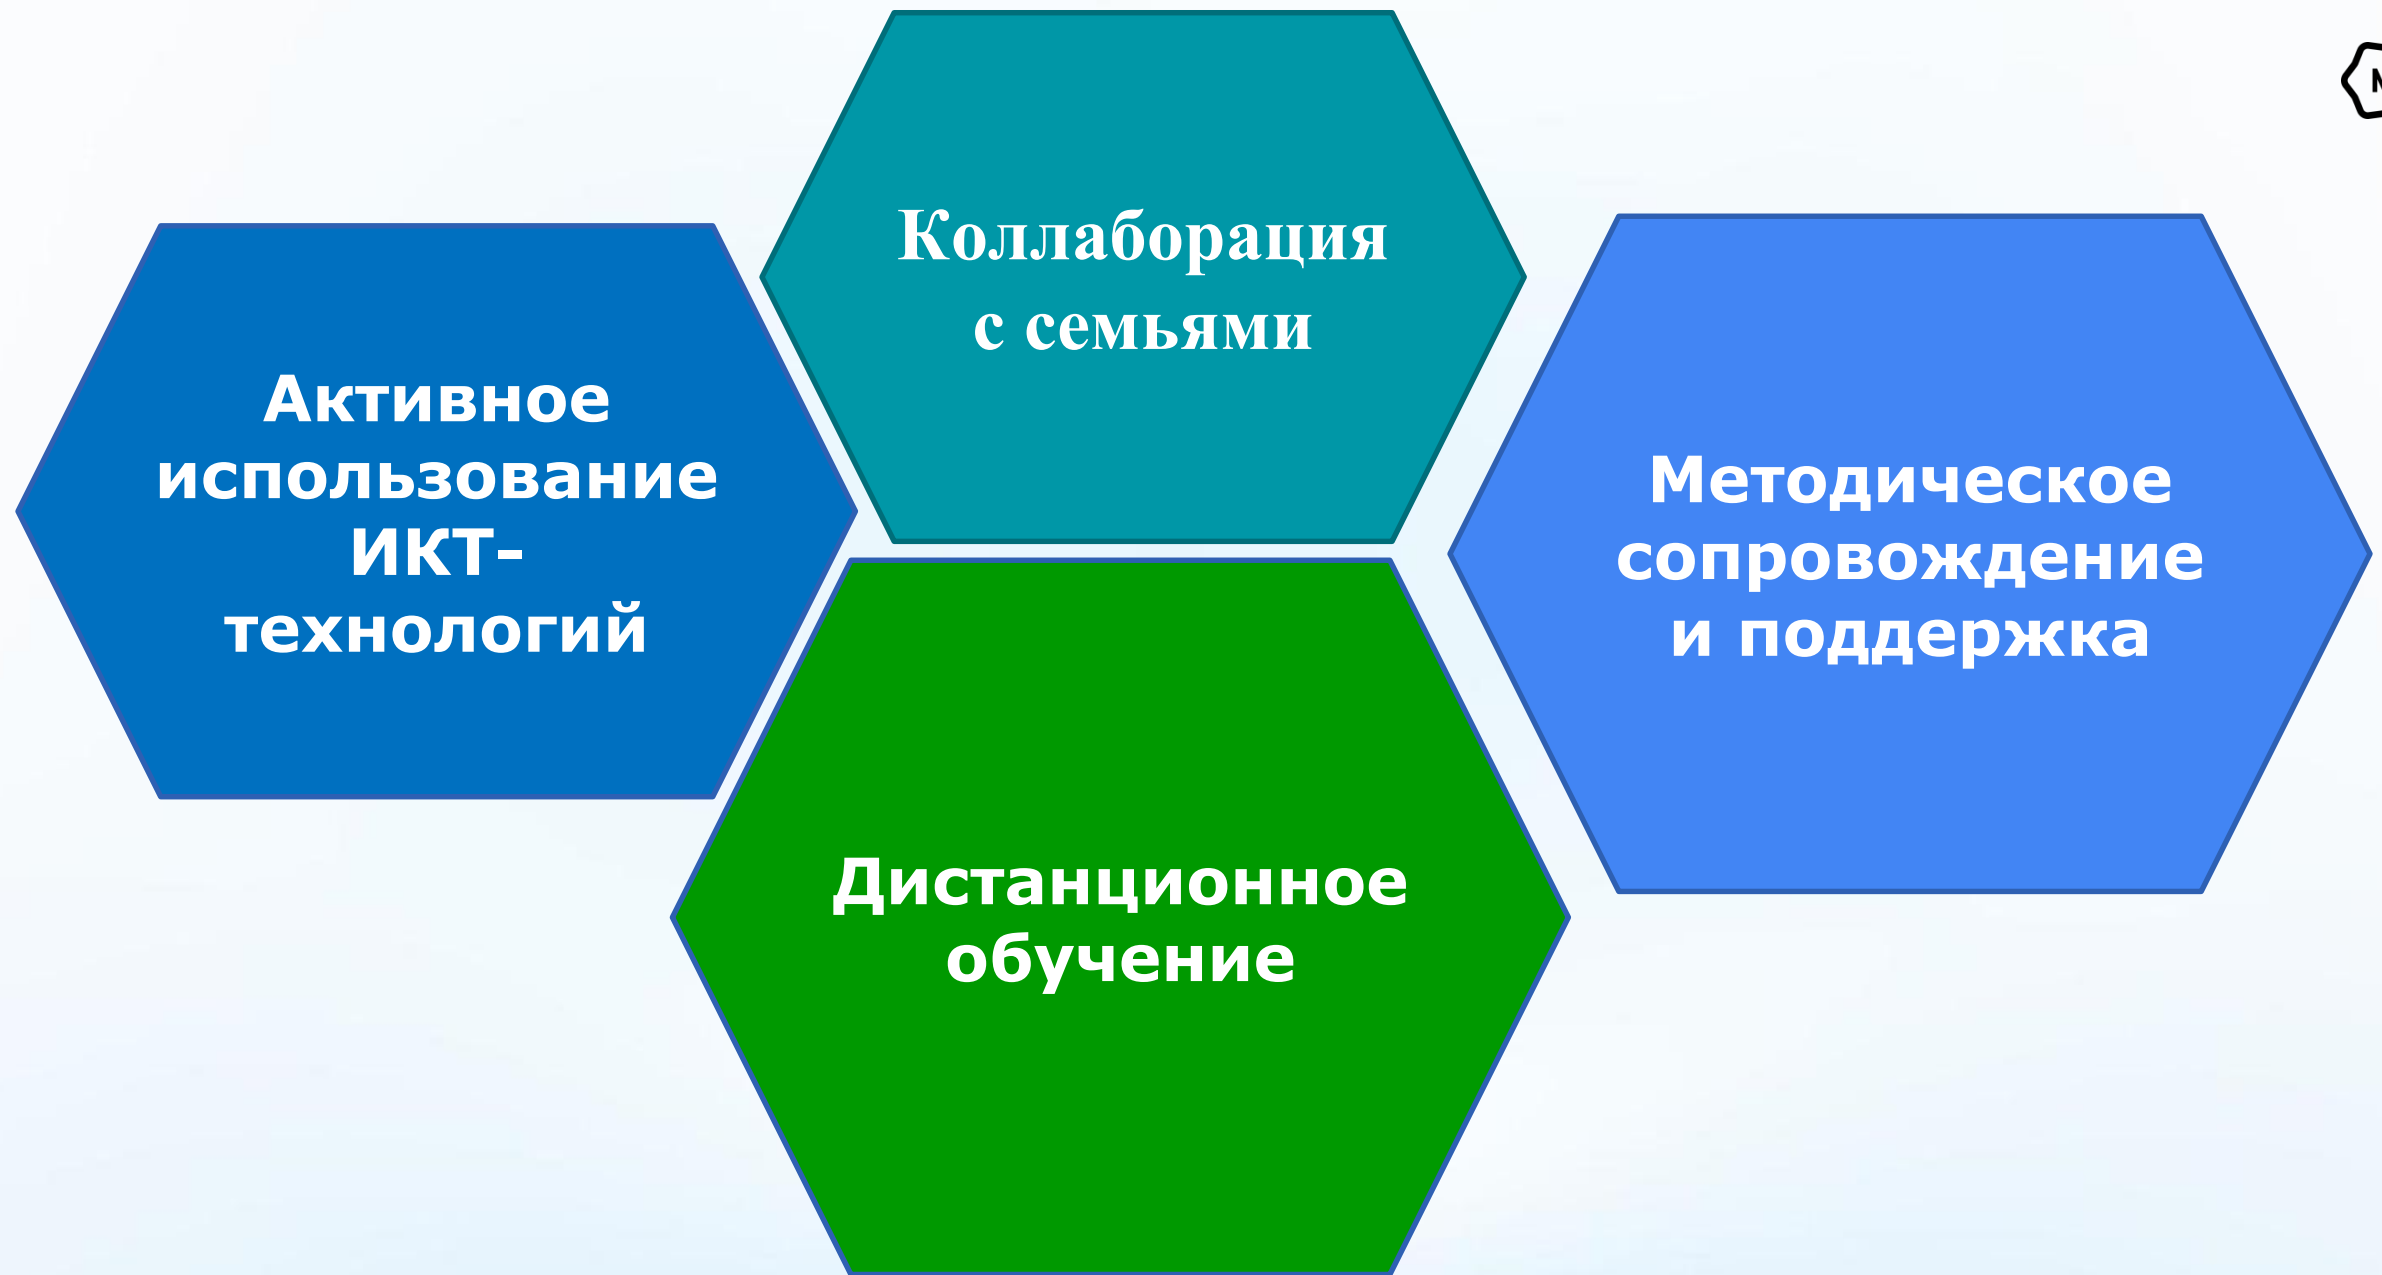 Коллаборация
с семьями
Активное
использование
ИКТ-
технологий
Методическое
сопровождение
и поддержка
Дистанционное
обучение